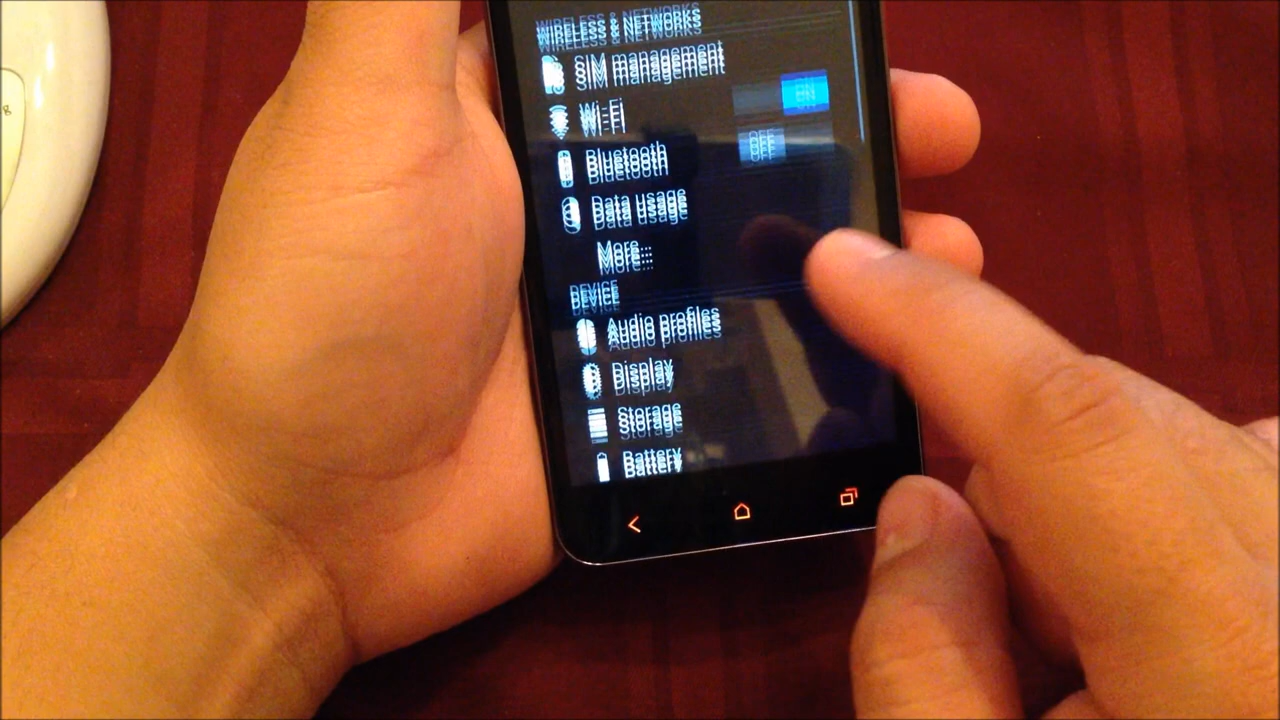 WIRELESS & NETWORKS
SIM management
Wi-Fi
ON
Bluetooth
OFF
Data usage
More...
DEVICE
Audio profiles
Display
Storage
Battery